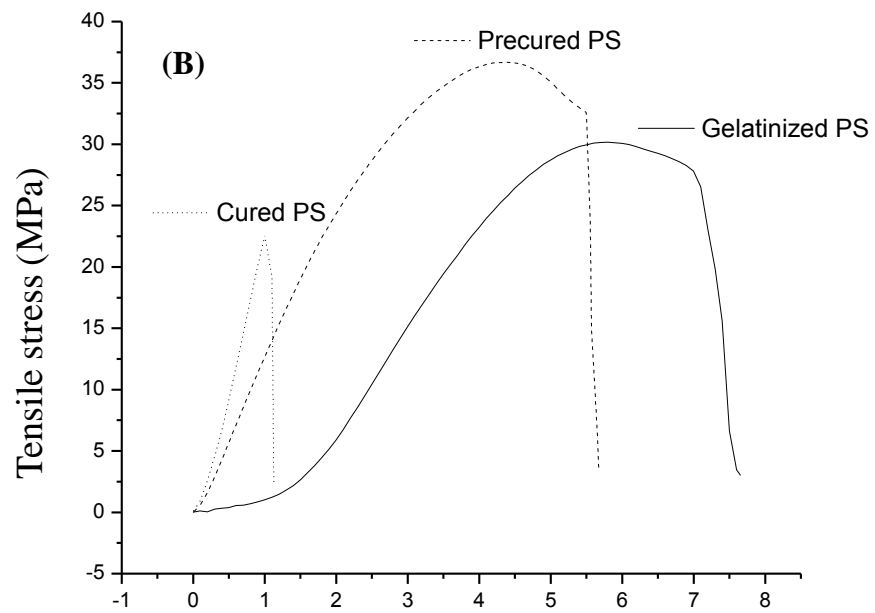 40
Precured PS
(B)
35
30
Gelatinized PS
25
Cured PS
20
15
10
5
0
-5
Tensile stress (MPa)
-1 0 1 2 3 4 5 6 7 8